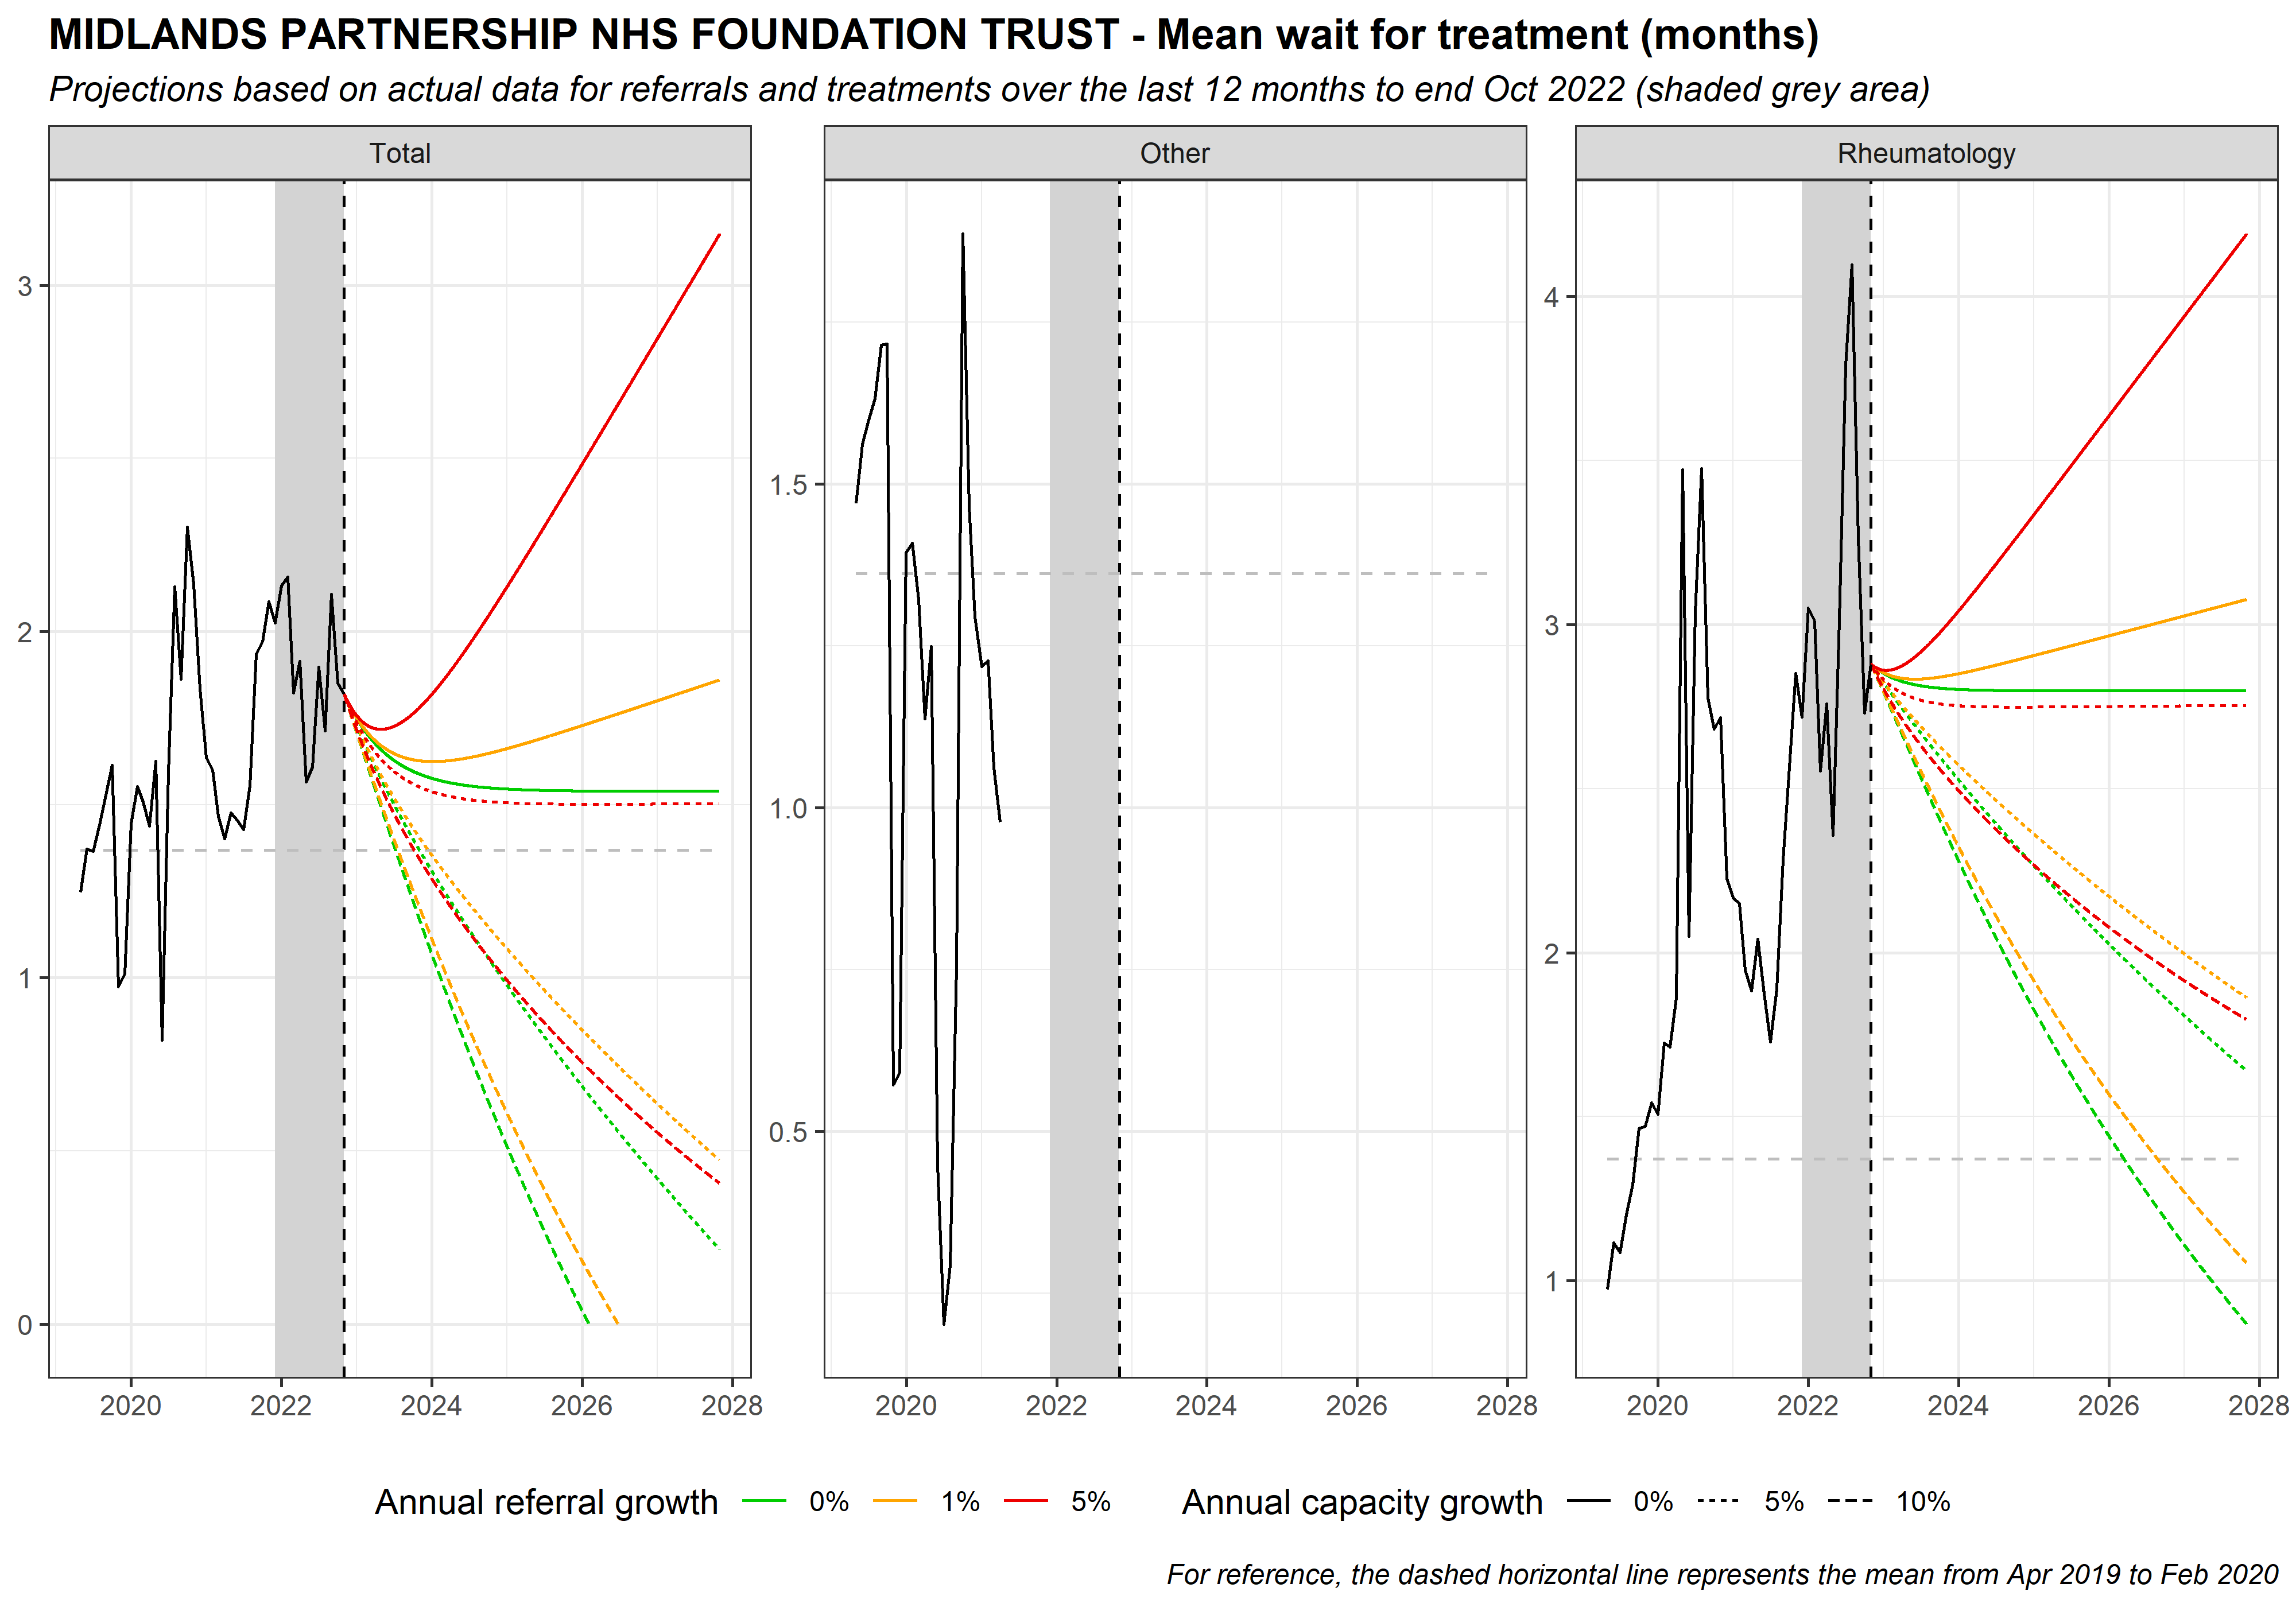 MIDLANDS PARTNERSHIP NHS FOUNDATION TRUST - Mean wait for treatment (months)
Projections based on actual data for referrals and treatments over the last 12 months to end Oct 2022 (shaded grey area)
Total
Other
Rheumatology
3
2
1
0
1.5
1.0
0.5
4
3
2
1
2020 2022 2024 2026 2028
2020 2022 2024 2026 2028
2020 2022 2024 2026 2028
Annual referral growth 0% 1% 5% Annual capacity growth 0% 5% 10%
For reference, the dashed horizontal line represents the mean from Apr 2019 to Feb 2020